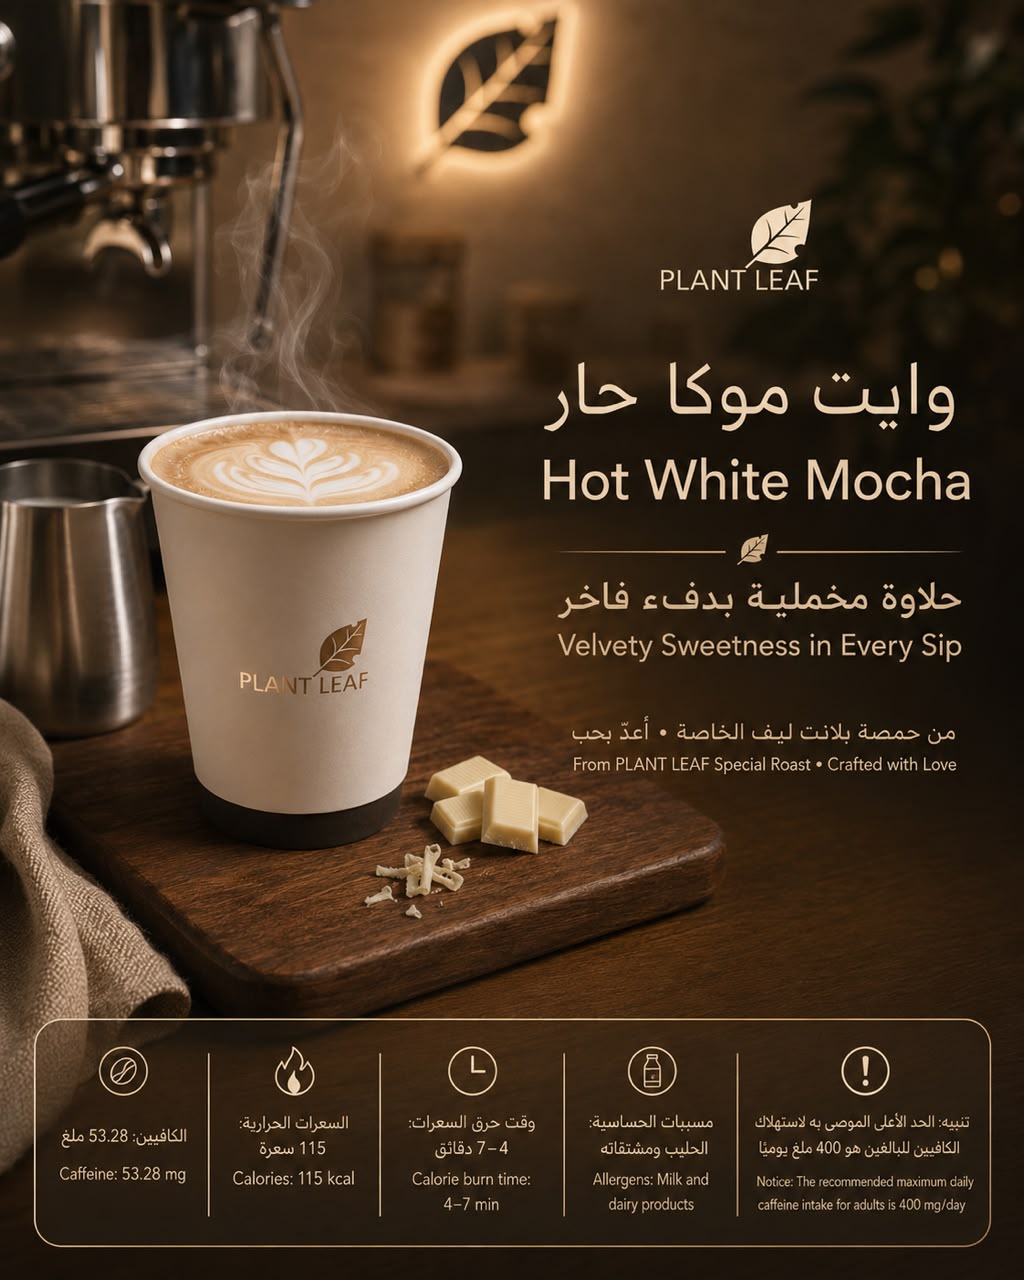 PLANT LEAF
وايت موكا حار
Hot White Mocha
حلاوة مخملية بدفء فاخر
Velvety Sweetness in Every Sip
من حمصة بلانت ليف الخاصة • أعدّ بحب
From PLANT LEAF Special Roast • Crafted with Love
PLANT LEAF
الكافيين: 53.28 ملغ
Caffeine: 53.28 mg
السعرات الحرارية:
115 سعرة
Calories: 115 kcal
وقت حرق السعرات:
4–7 دقائق
Calorie burn time:
4–7 min
مسببات الحساسية:
الحليب ومشتقاته
Allergens: Milk and
dairy products
تنبيه: الحد الأعلى الموصى به لاستهلاك
الكافيين للبالغين هو 400 ملغ يوميًا
Notice: The recommended maximum daily
caffeine intake for adults is 400 mg/day